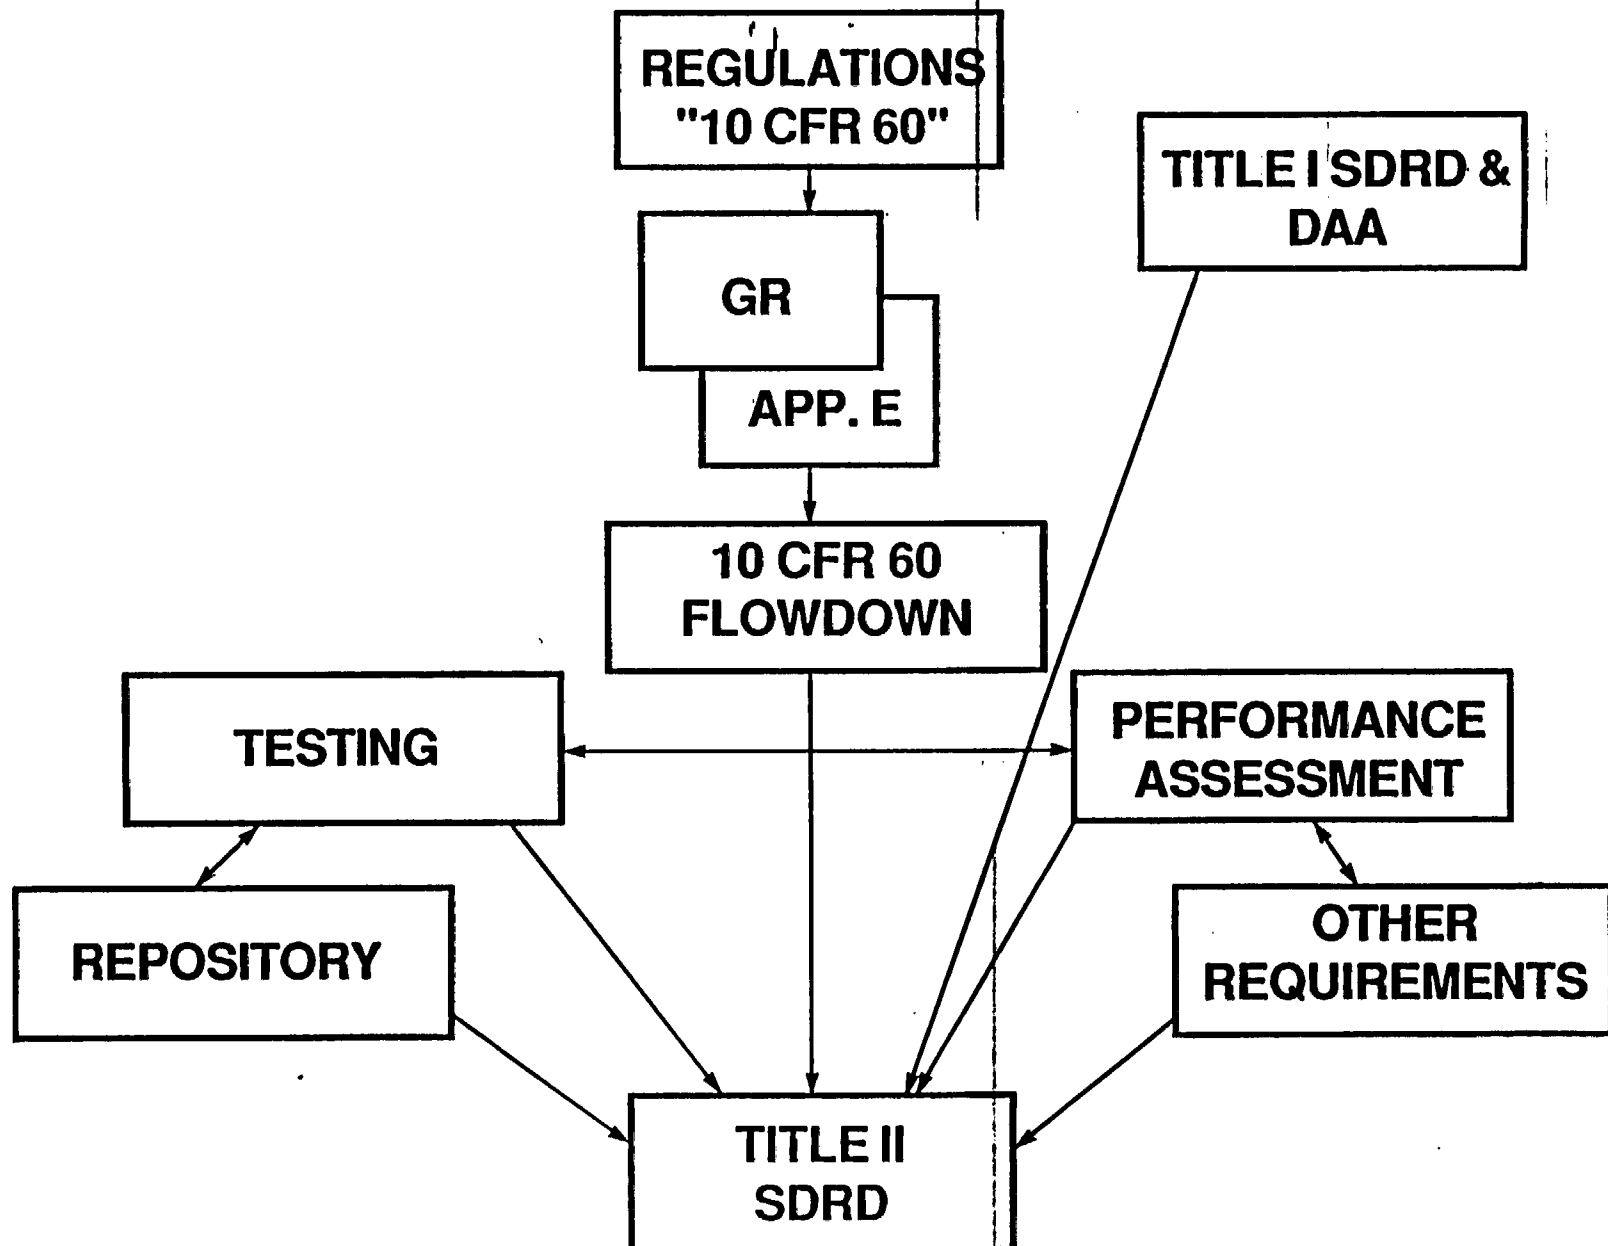 REGULATIONS
"10 CFR 60"
TITLE I SDRD &
DAA
GR
APP. E
10 CFR 60
FLOWDOWN
TESTING
PERFORMANCE
ASSESSMENT
REPOSITORY
OTHER
REQUIREMENTS
TITLE II
SDRD